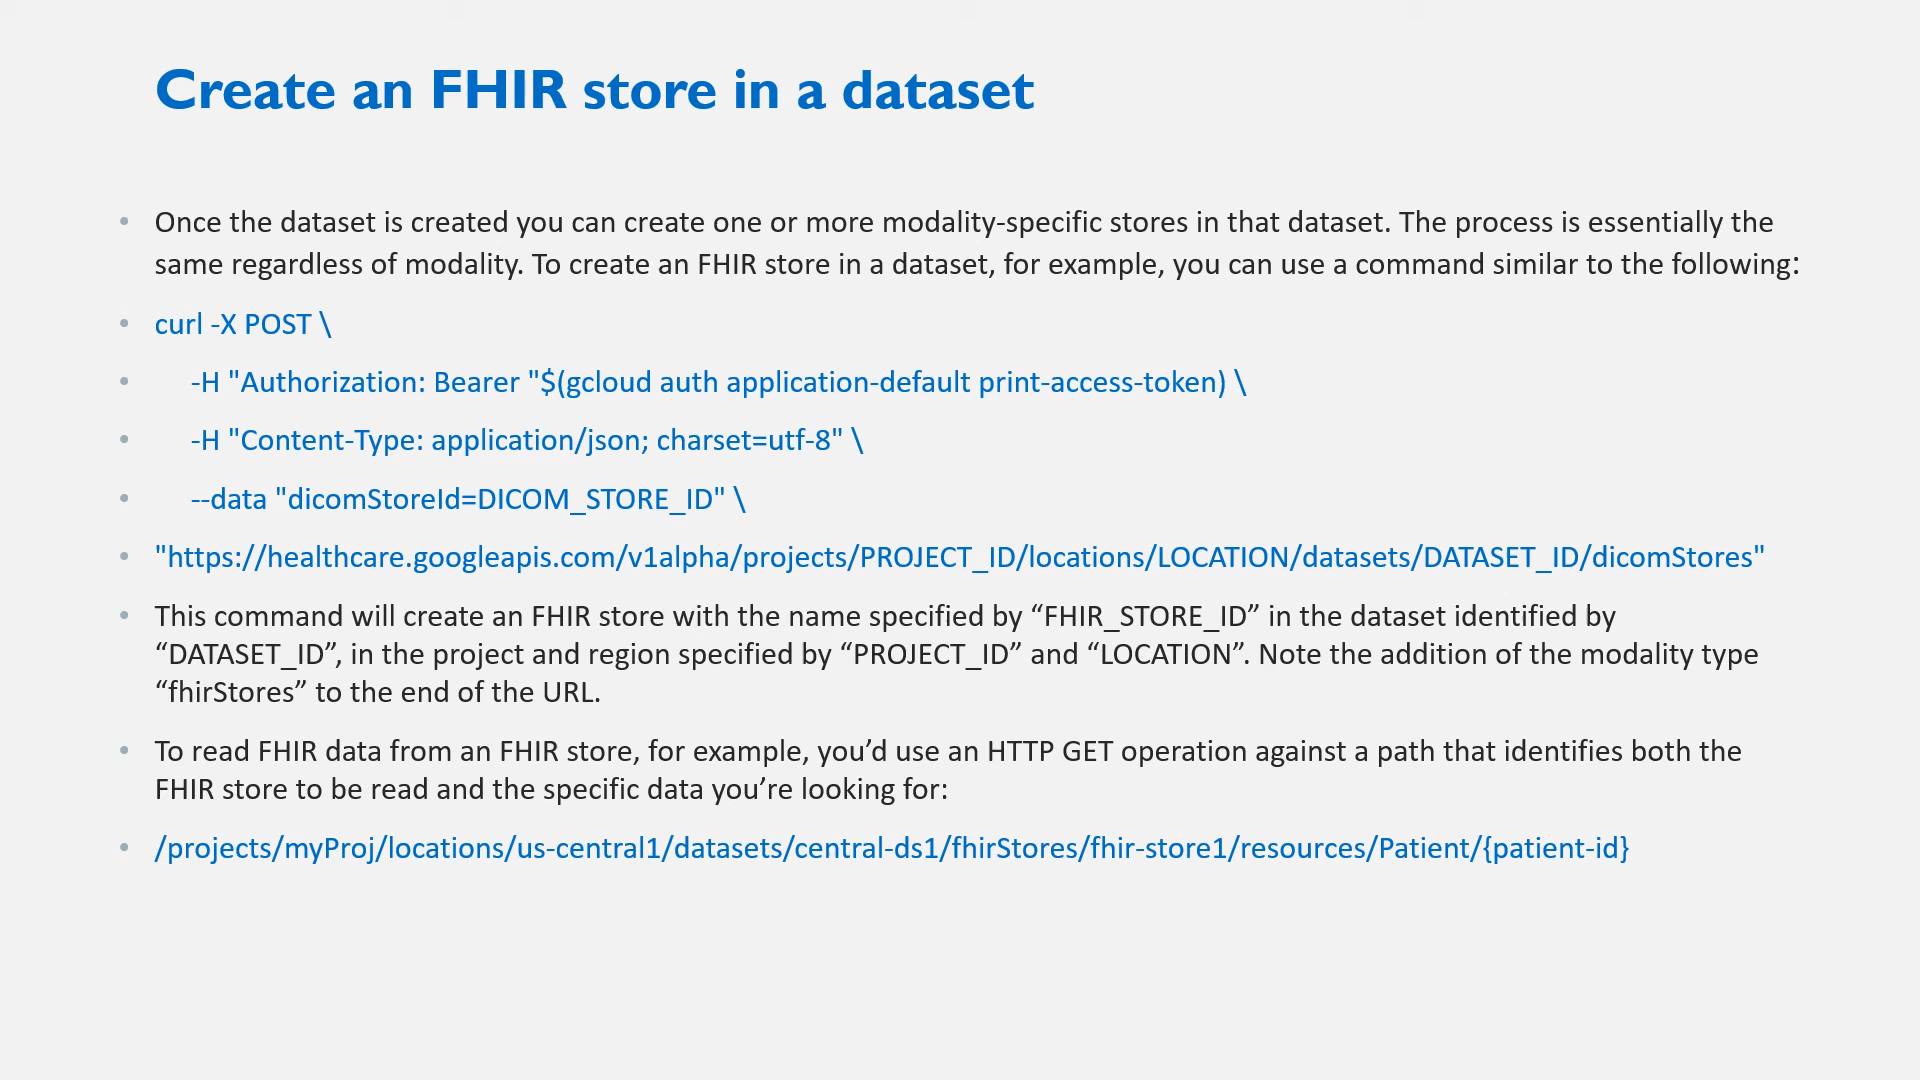 Create an FHIR store in a dataset
• Once the dataset is created you can create one or more modality-specific stores in that dataset. The process is essentially the
same regardless of modality. To create an FHIR store in a dataset, for example, you can use a command similar to the following:
• curl -X POST \
• -H "Authorization: Bearer "$(gcloud auth application-default print-access-token) \
• -H "Content-Type: application/json; charset=utf-8" \
• --data "dicomStoreId=DICOM_STORE_ID" \
• "https://healthcare.googleapis.com/v1alpha/projects/PROJECT_ID/locations/LOCATION/datasets/DATASET_ID/dicomStores"
• This command will create an FHIR store with the name specified by “FHIR_STORE_ID” in the dataset identified by
“DATASET_ID”, in the project and region specified by “PROJECT_ID” and “LOCATION”. Note the addition of the modality type
“fhirStores” to the end of the URL.
• To read FHIR data from an FHIR store, for example, you’d use an HTTP GET operation against a path that identifies both the
FHIR store to be read and the specific data you’re looking for:
• /projects/myProj/locations/us-central1/datasets/central-ds1/fhirStores/fhir-store1/resources/Patient/{patient-id}